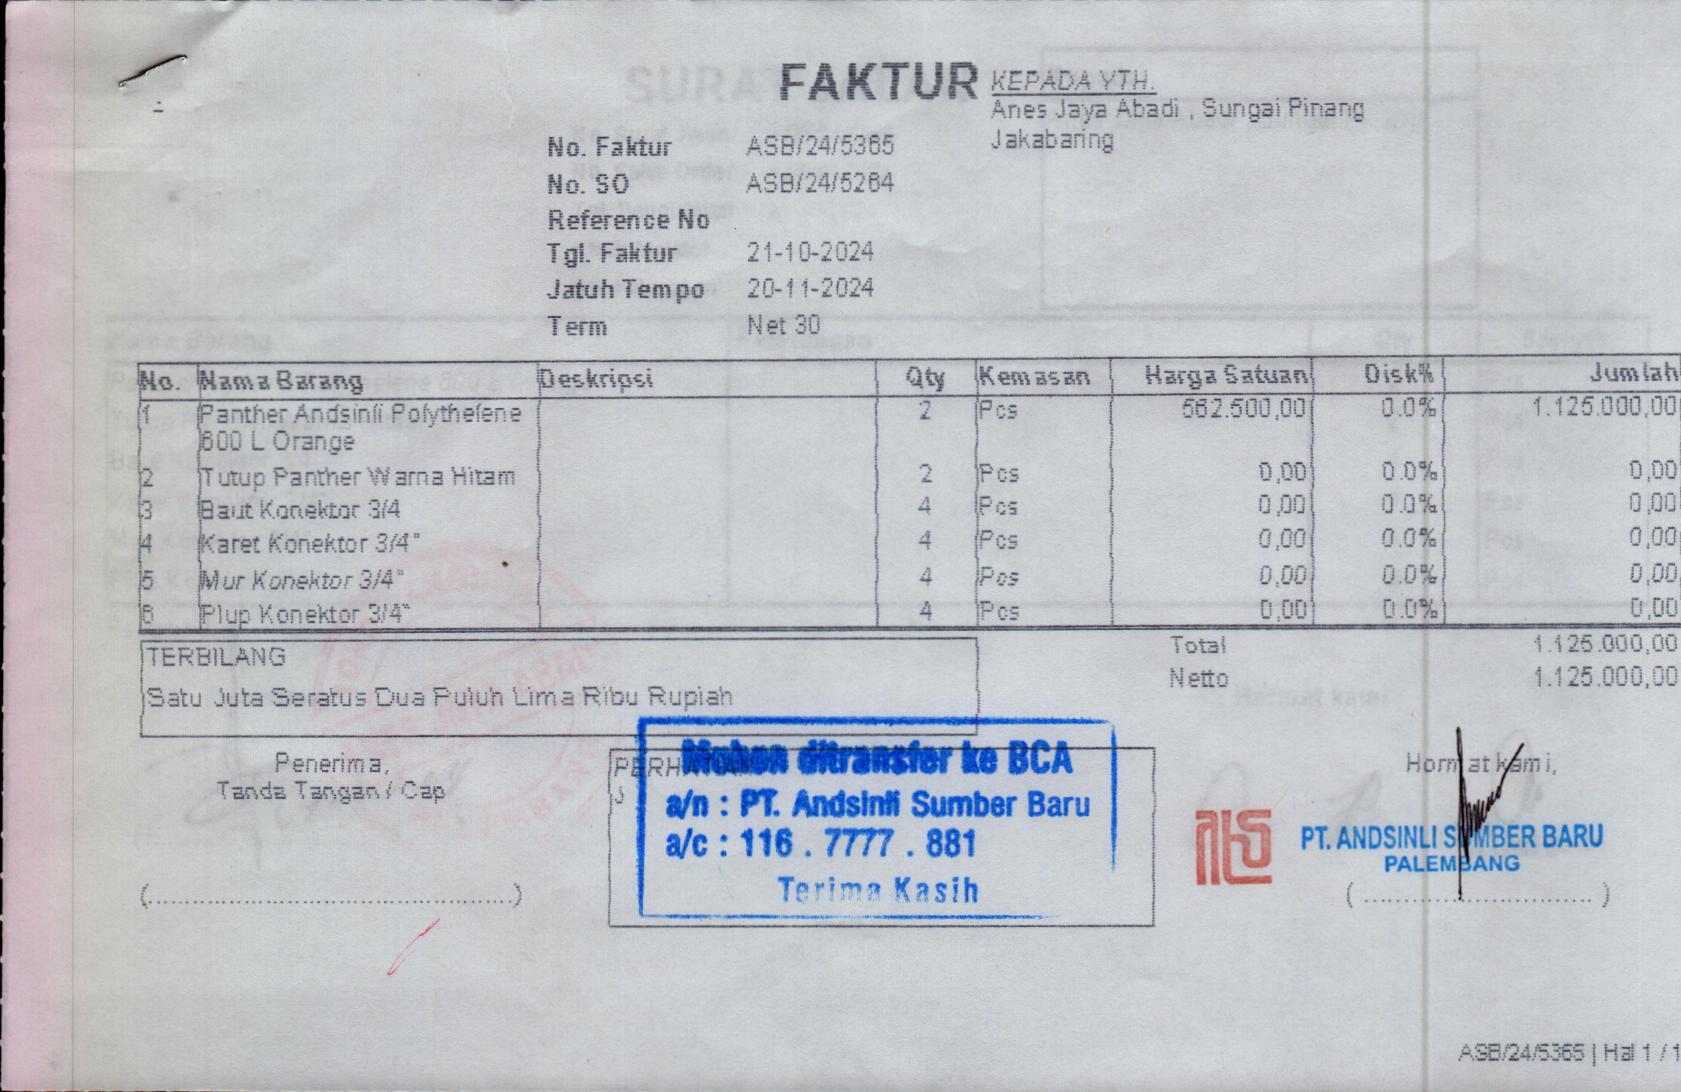 FAKTUR
KEPADA YTH.
Anes Jaya Abadi , Sungai Pinang
Jakabaring
No. Faktur ASB/24/5365
No. SO ASB/24/5264
Reference No
Tgl. Faktur 21-10-2024
Jatuh Tempo 20-11-2024
Term Net 30
No. Nama Barang Deskripsi Qty Kemasan Harga Satuan Disk% Jumlah
1 Panther Andsinli Polythelene 2 Pcs 562.500,00 0.0% 1.125.000,00
600 L Orange
2 Tutup Panther Warna Hitam 2 Pcs 0,00 0.0% 0,00
3 Baut Konektor 3/4 4 Pcs 0,00 0.0% 0,00
4 Karet Konektor 3/4" 4 Pcs 0,00 0.0% 0,00
5 Mur Konektor 3/4" 4 Pcs 0,00 0.0% 0,00
6 Plup Konektor 3/4" 4 Pcs 0,00 0.0% 0,00
TERBILANG
Satu Juta Seratus Dua Puluh Lima Ribu Rupiah
Total 1.125.000,00
Netto 1.125.000,00
Penerima,
Tanda Tangan / Cap
(..............................................)
PERHATIAN
Mohon ditransfer ke BCA
a/n : PT. Andsinli Sumber Baru
a/c : 116 . 7777 . 881
Terima Kasih
Hormat kami,
PT. ANDSINLI SUMBER BARU
PALEMBANG
( ............................. )
ASB/24/5365 | Hal 1 / 1